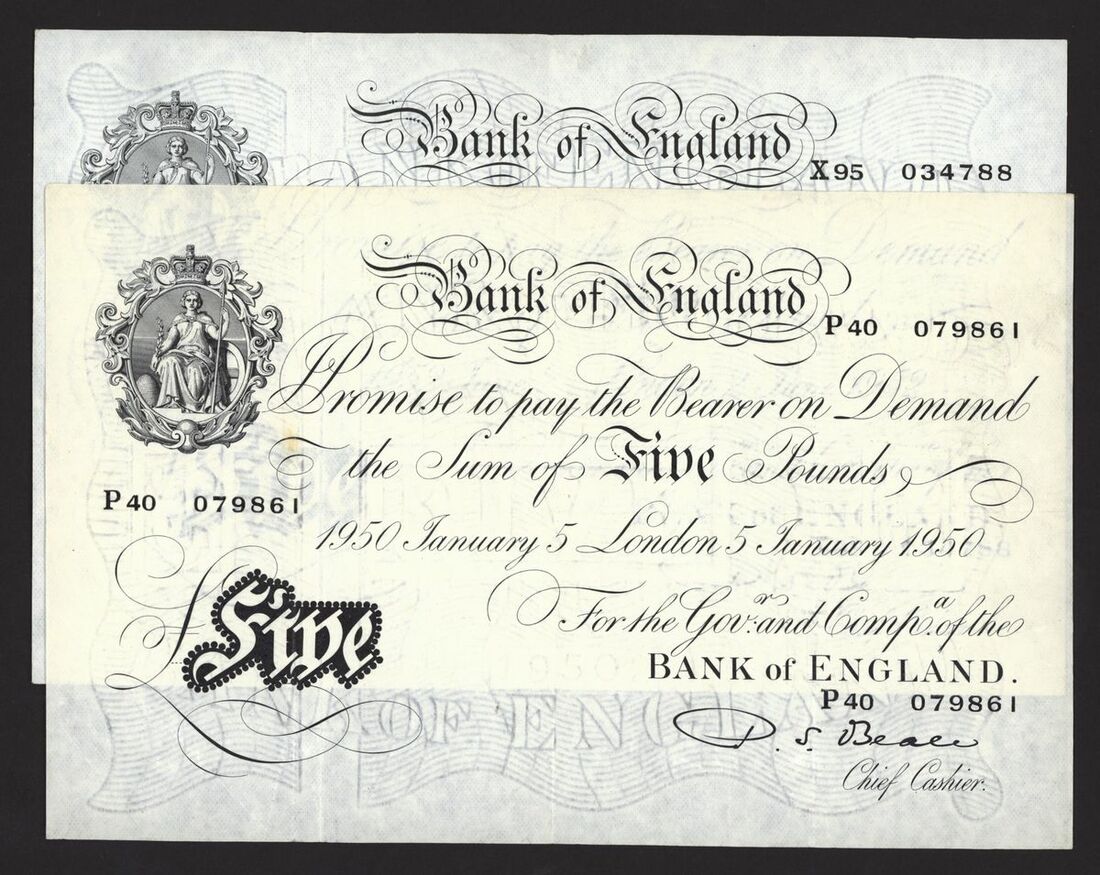 Bank of England
X95 034788
Bank of England
P40 079861
I Promise to pay the Bearer on Demand
the Sum of Five Pounds
P40 079861
1950 January 5 London 5 January 1950
For the Govr. and Compa. of the
£Five
BANK of ENGLAND.
P40 079861
D. S. Beale
Chief Cashier.
OF ENG